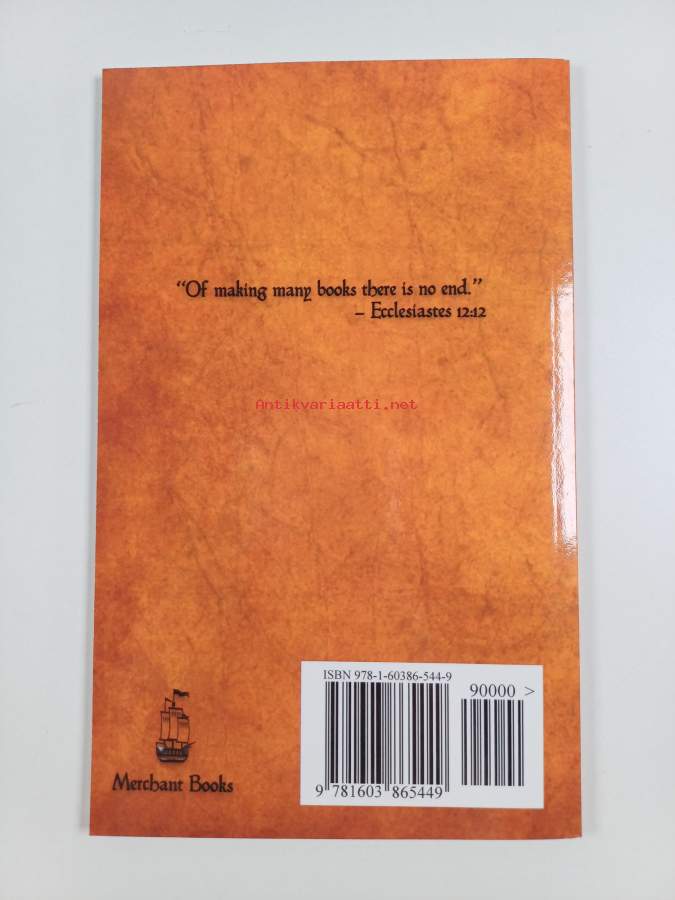 “Of making many books there is no end.”
– Ecclesiastes 12:12
Antikvariaatti.net
ISBN 978-1-60386-544-9
90000 >
9 781603 865449
Merchant Books